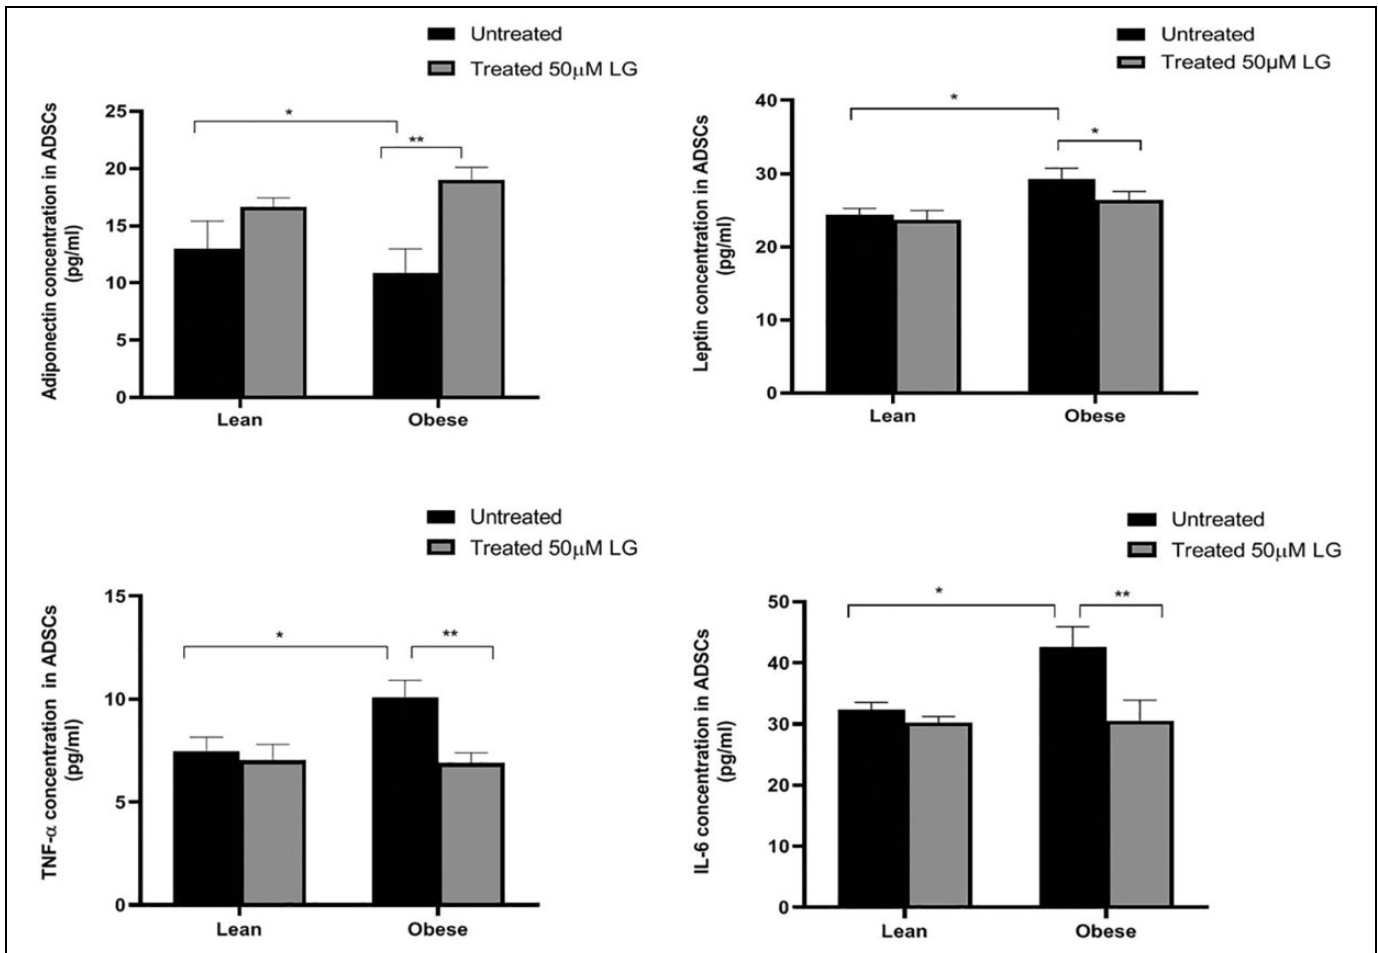 Untreated
Treated 50μM LG
Adiponectin concentration in ADSCs
(pg/ml)
25
20
15
10
5
0
*
**
Lean
Obese
Untreated
Treated 50μM LG
Leptin concentration in ADSCs
(pg/ml)
40
30
20
10
0
*
*
Lean
Obese
Untreated
Treated 50μM LG
TNF-α concentration in ADSCs
(pg/ml)
15
10
5
0
*
**
Lean
Obese
Untreated
Treated 50μM LG
IL-6 concentration in ADSCs
(pg/ml)
50
40
30
20
10
0
*
**
Lean
Obese